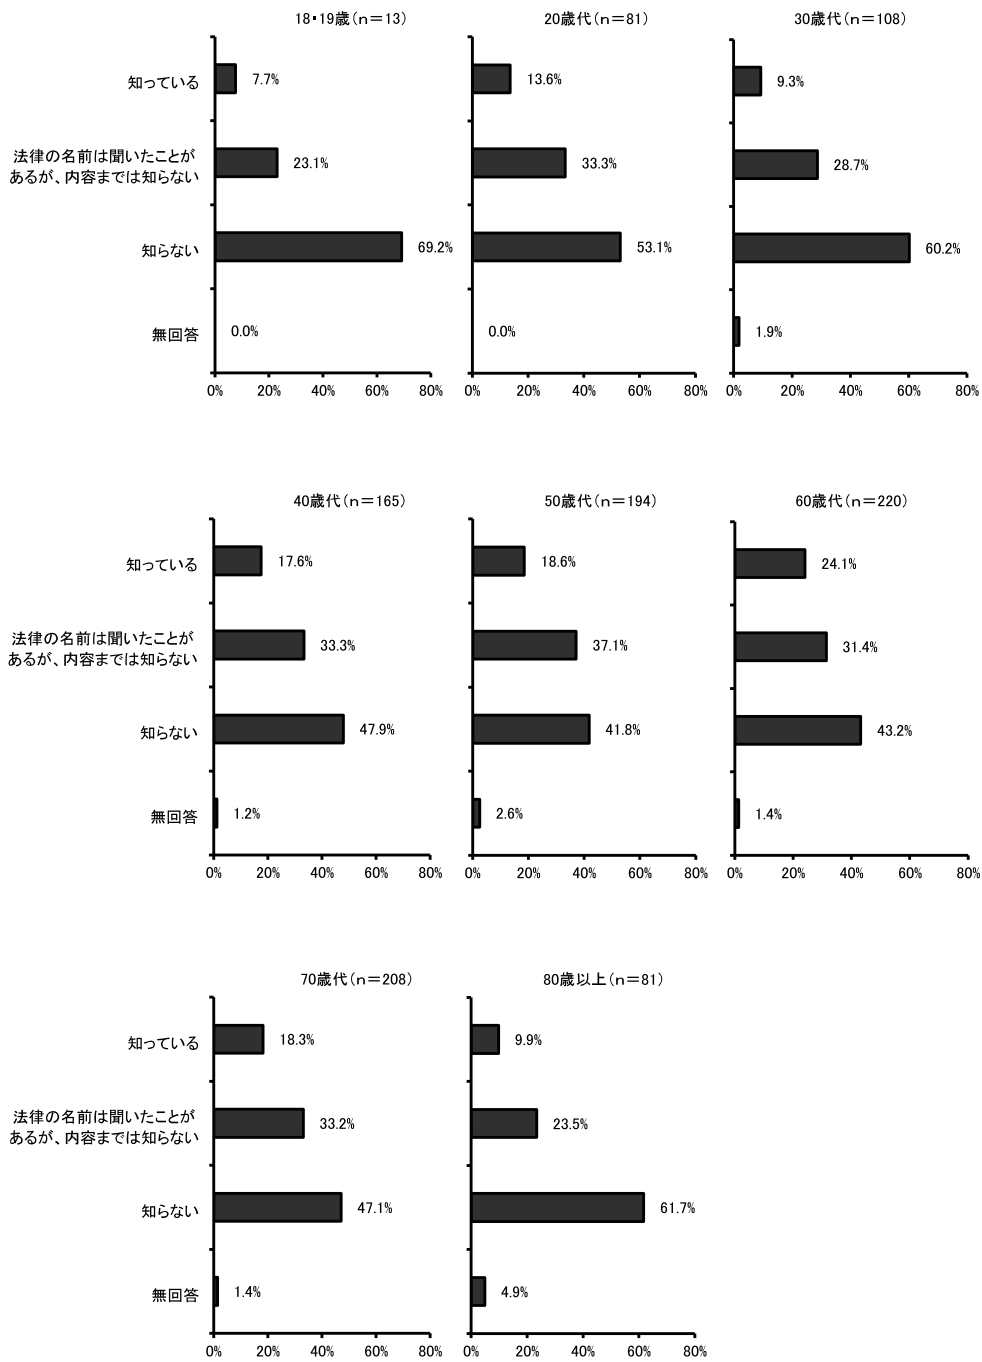 18・19歳（n＝13）
20歳代（n＝81）
30歳代（n＝108）
知っている
7.7%
13.6%
9.3%
法律の名前は聞いたことが
あるが、内容までは知らない
23.1%
33.3%
28.7%
知らない
69.2%
53.1%
60.2%
無回答
0.0%
0.0%
1.9%
0% 20% 40% 60% 80%
0% 20% 40% 60% 80%
0% 20% 40% 60% 80%
40歳代（n＝165）
50歳代（n＝194）
60歳代（n＝220）
知っている
17.6%
18.6%
24.1%
法律の名前は聞いたことが
あるが、内容までは知らない
33.3%
37.1%
31.4%
知らない
47.9%
41.8%
43.2%
無回答
1.2%
2.6%
1.4%
0% 20% 40% 60% 80%
0% 20% 40% 60% 80%
0% 20% 40% 60% 80%
70歳代（n＝208）
80歳以上（n＝81）
知っている
18.3%
9.9%
法律の名前は聞いたことが
あるが、内容までは知らない
33.2%
23.5%
知らない
47.1%
61.7%
無回答
1.4%
4.9%
0% 20% 40% 60% 80%
0% 20% 40% 60% 80%